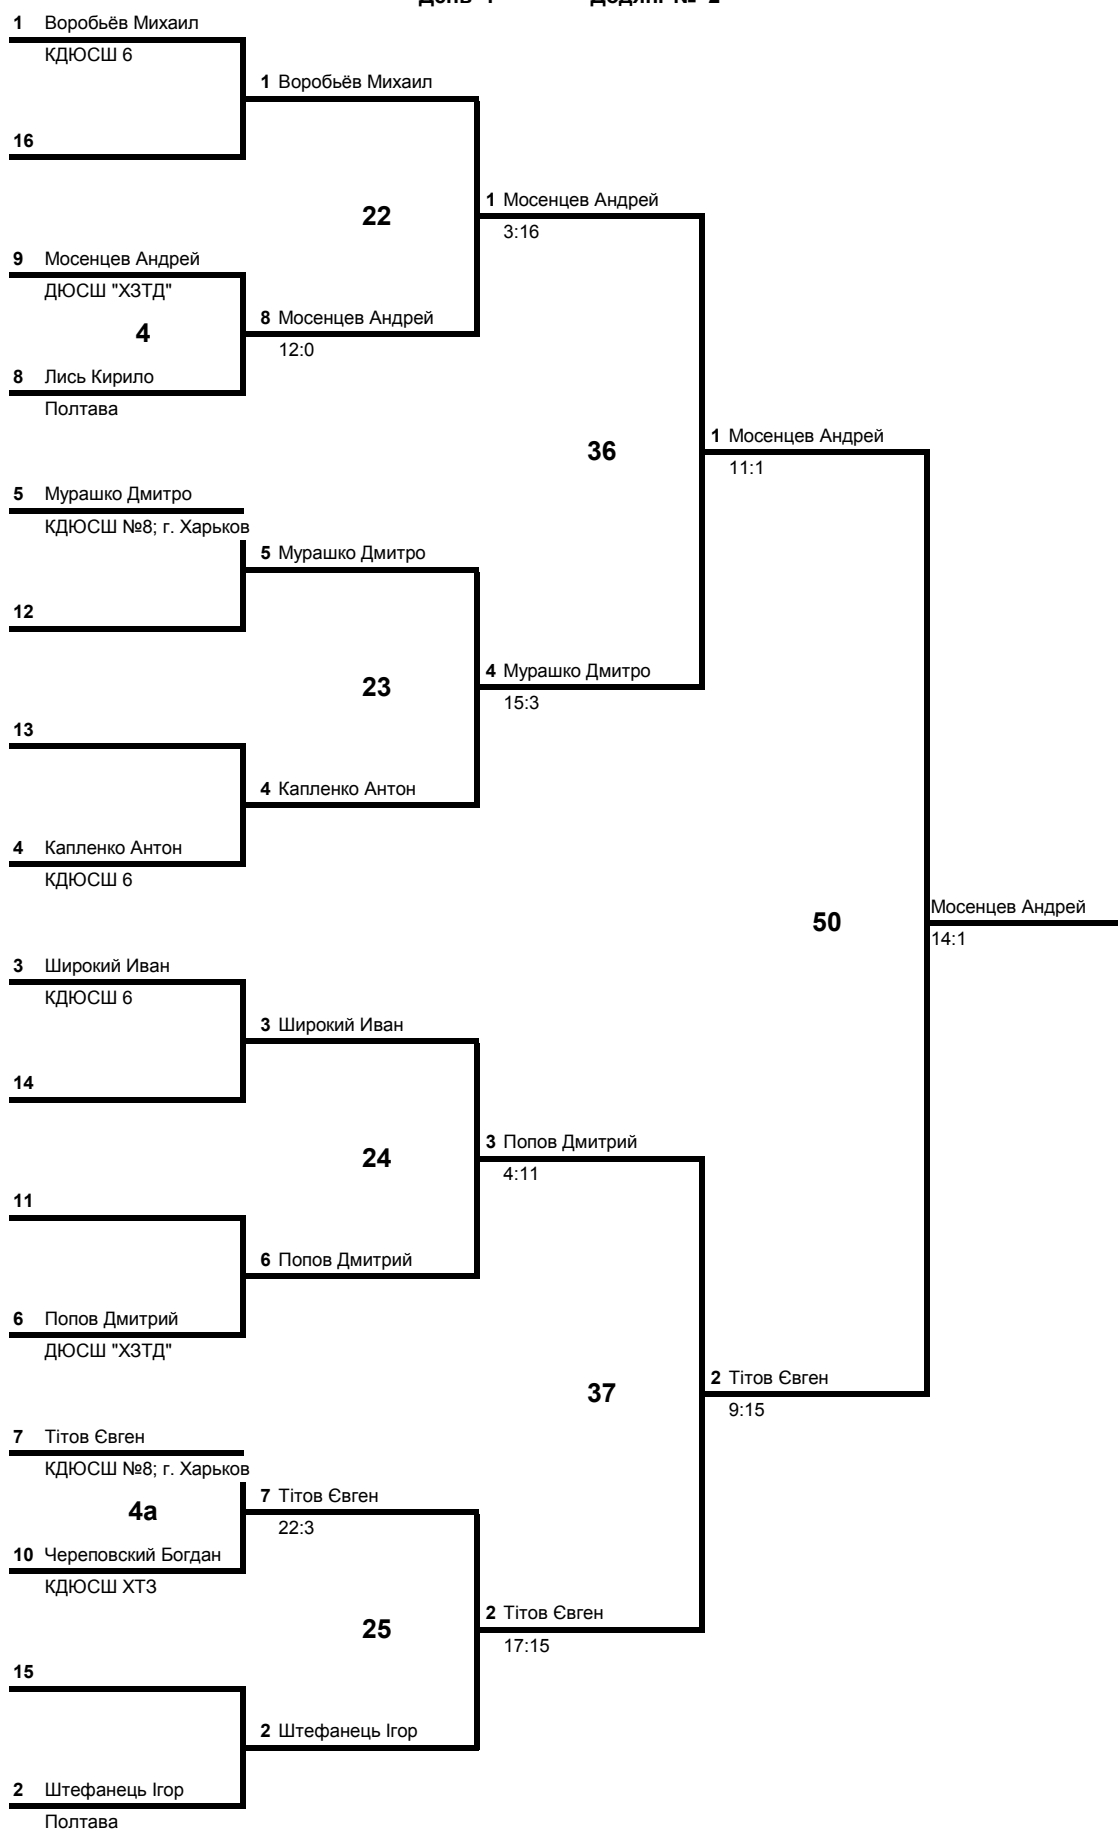 1 Воробьёв Михаил
КДЮСШ 6
1 Воробьёв Михаил
16
22
1 Мосенцев Андрей
3:16
9 Мосенцев Андрей
ДЮСШ "ХЗТД"
8 Мосенцев Андрей
4
12:0
8 Лись Кирило
Полтава
36
1 Мосенцев Андрей
11:1
5 Мурашко Дмитро
КДЮСШ №8; г. Харьков
5 Мурашко Дмитро
12
23
4 Мурашко Дмитро
15:3
13
4 Капленко Антон
4 Капленко Антон
КДЮСШ 6
50
Мосенцев Андрей
14:1
3 Широкий Иван
КДЮСШ 6
3 Широкий Иван
14
24
3 Попов Дмитрий
4:11
11
6 Попов Дмитрий
6 Попов Дмитрий
ДЮСШ "ХЗТД"
37
2 Тітов Євген
9:15
7 Тітов Євген
КДЮСШ №8; г. Харьков
7 Тітов Євген
4а
22:3
10 Череповский Богдан
КДЮСШ ХТЗ
25
2 Тітов Євген
17:15
15
2 Штефанець Ігор
2 Штефанець Ігор
Полтава